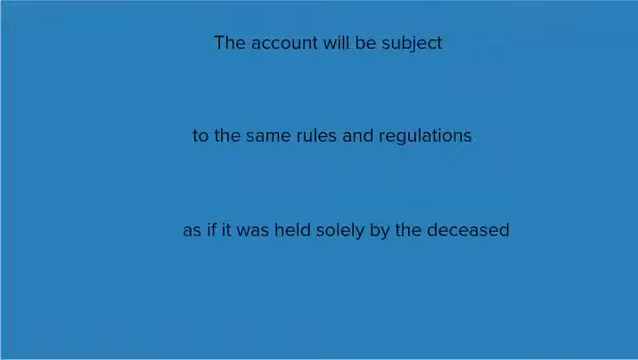 The account will be subject
to the same rules and regulations
as if it was held solely by the deceased